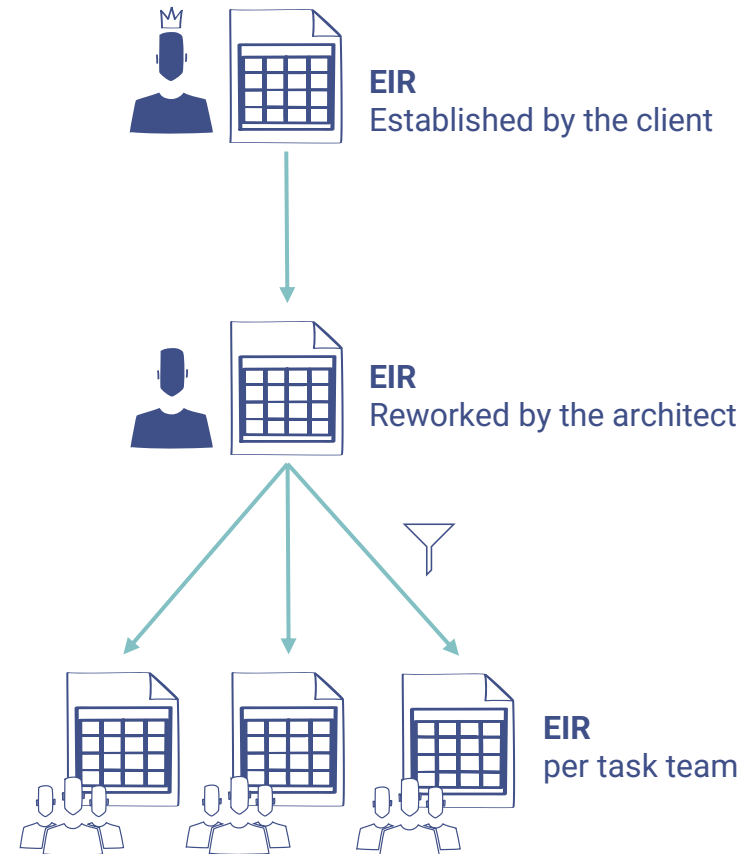 EIR
Established by the client
EIR
Reworked by the architect
EIR
per task team